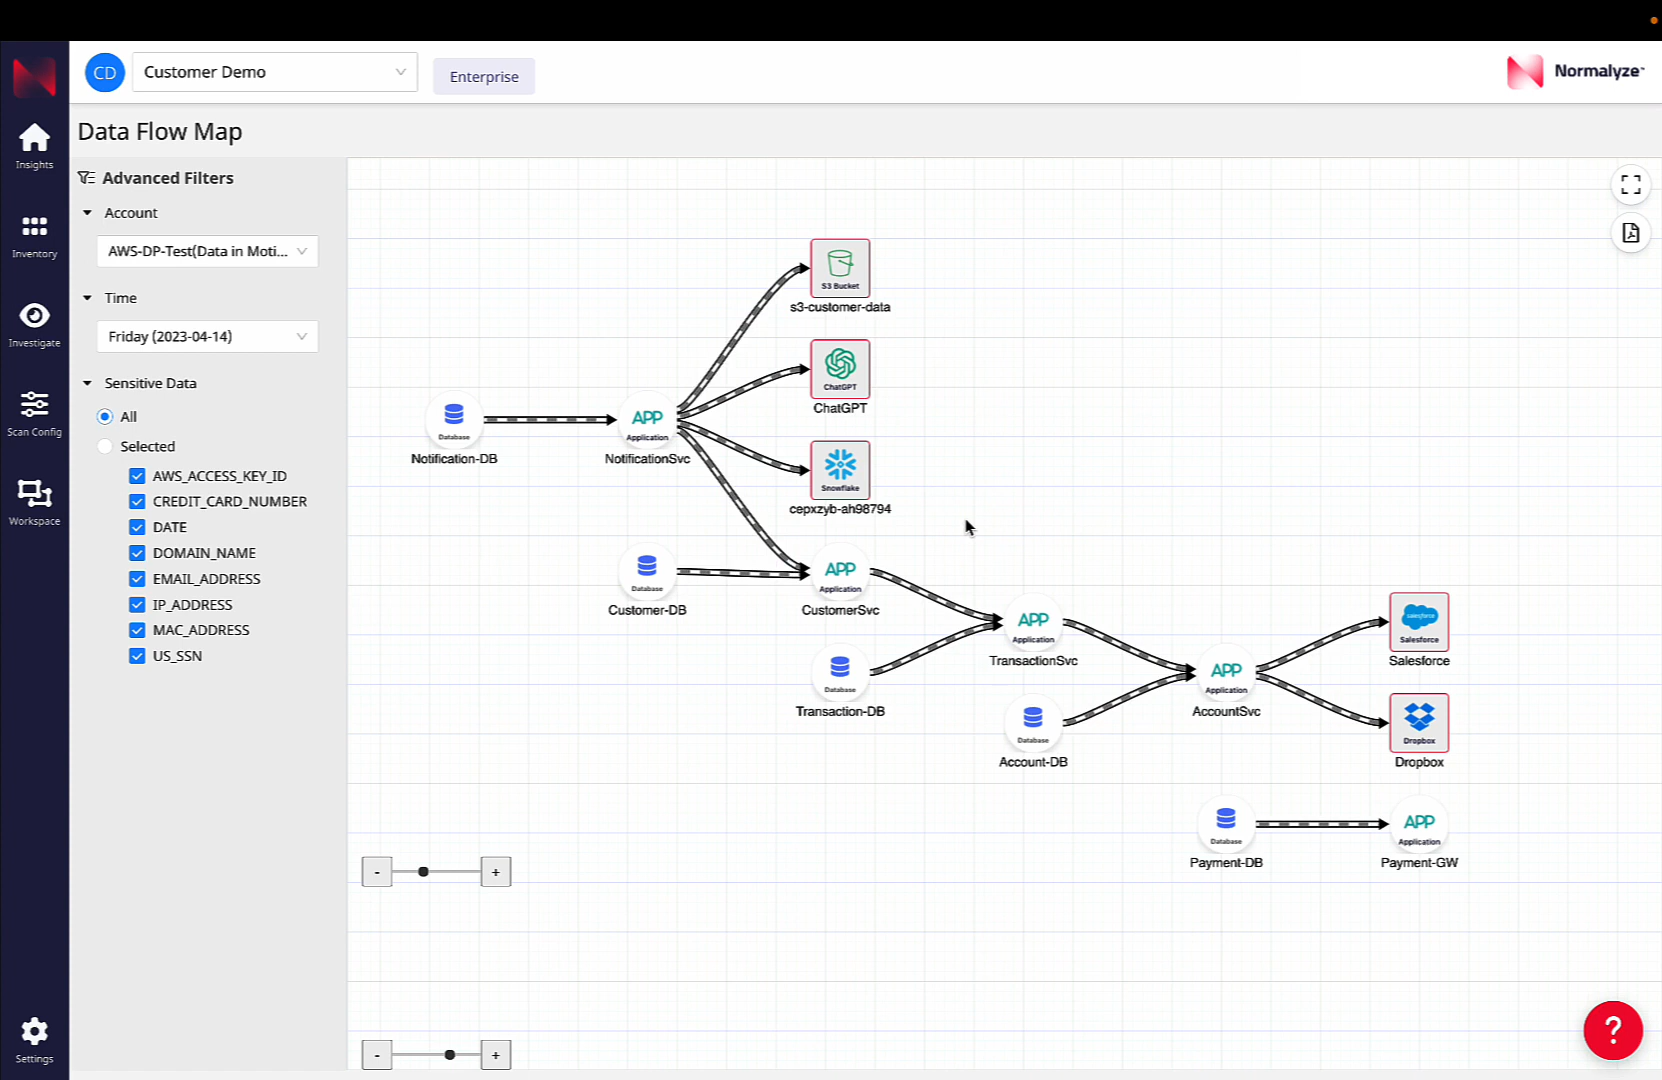 CD
Customer Demo
Enterprise
Normalyze™
Data Flow Map
Insights
Inventory
Investigate
Scan Config
Workspace
Settings
Advanced Filters
Account
AWS-DP-Test(Data in Moti...
Time
Friday (2023-04-14)
Sensitive Data
All
Selected
AWS_ACCESS_KEY_ID
CREDIT_CARD_NUMBER
DATE
DOMAIN_NAME
EMAIL_ADDRESS
IP_ADDRESS
MAC_ADDRESS
US_SSN
S3 Bucket
s3-customer-data
ChatGPT
ChatGPT
Database
Notification-DB
APP
Application
NotificationSvc
Snowflake
cepxzyb-ah98794
Database
Customer-DB
APP
Application
CustomerSvc
APP
Application
TransactionSvc
Database
Transaction-DB
APP
Application
AccountSvc
Database
Account-DB
salesforce
Salesforce
Salesforce
Dropbox
Dropbox
Database
Payment-DB
APP
Application
Payment-GW
- +
- +
?